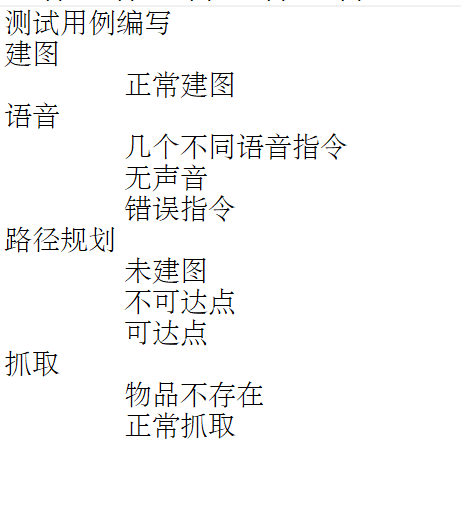 测试用例编写
建图
正常建图
语音
几个不同语音指令
无声音
错误指令
路径规划
未建图
不可达点
可达点
抓取
物品不存在
正常抓取